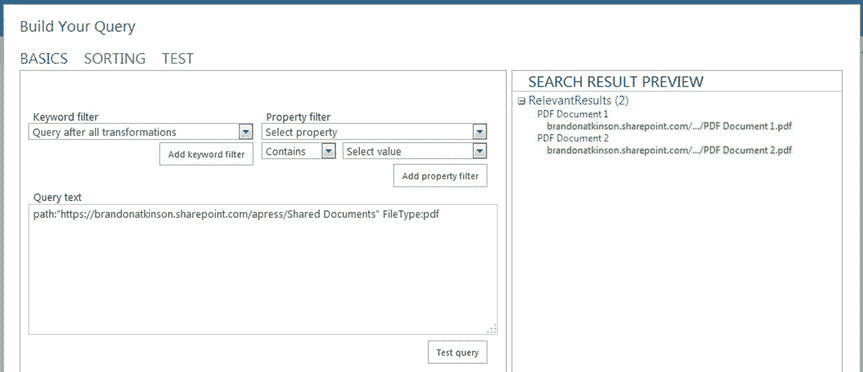 Build Your Query
BASICS SORTING TEST
Keyword filter
Query after all transformations
Add keyword filter
Property filter
Select property
Contains
Select value
Add property filter
Query text
path:"https://brandonatkinson.sharepoint.com/apress/Shared Documents" FileType:pdf
Test query
SEARCH RESULT PREVIEW
RelevantResults (2)
PDF Document 1
brandonatkinson.sharepoint.com/.../PDF Document 1.pdf
PDF Document 2
brandonatkinson.sharepoint.com/.../PDF Document 2.pdf